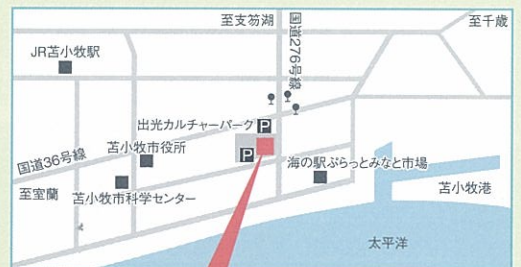 至支笏湖
国道276号線
至千歳
JR苫小牧駅
出光カルチャーパーク P
苫小牧市役所
P
国道36号線
海の駅ぷらっとみなと市場
至室蘭
苫小牧市科学センター
苫小牧港
太平洋